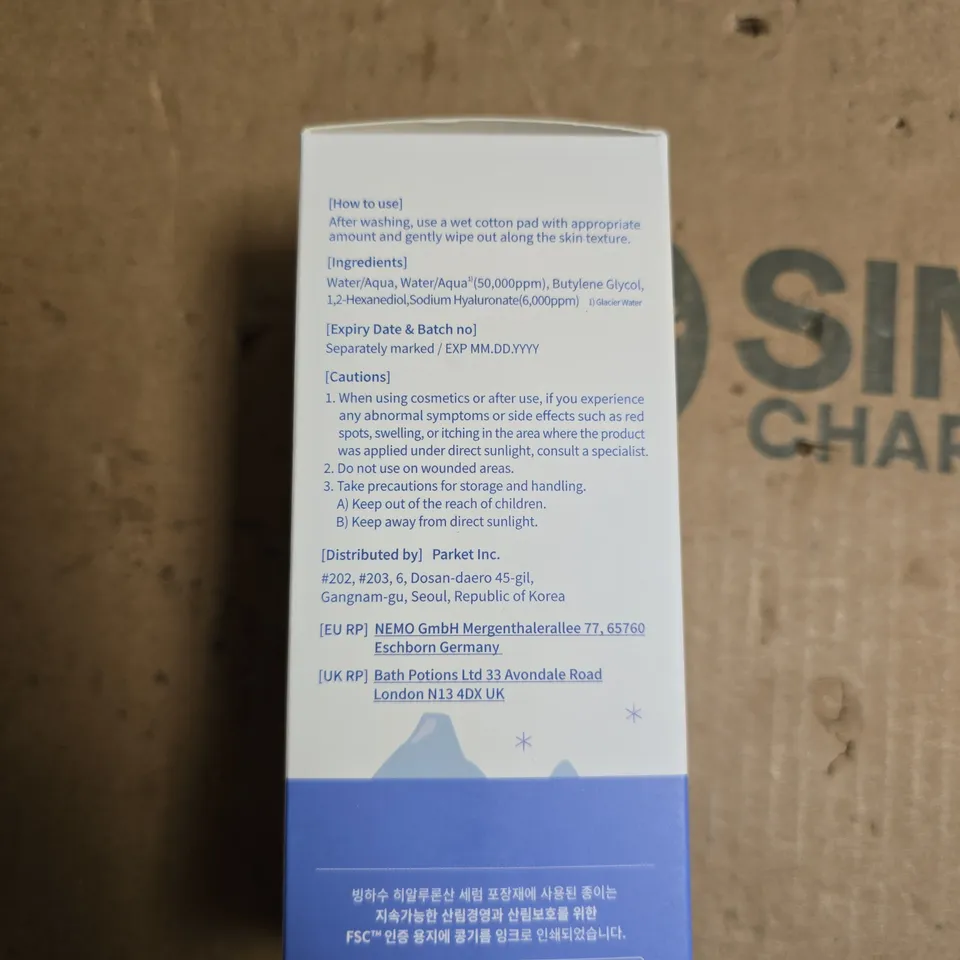 [How to use]
After washing, use a wet cotton pad with appropriate
amount and gently wipe out along the skin texture.
[Ingredients]
Water/Aqua, Water/Aqua¹⁾(50,000ppm), Butylene Glycol,
1,2-Hexanediol,Sodium Hyaluronate(6,000ppm) 1) Glacier Water
[Expiry Date & Batch no]
Separately marked / EXP MM.DD.YYYY
[Cautions]
1. When using cosmetics or after use, if you experience
any abnormal symptoms or side effects such as red
spots, swelling, or itching in the area where the product
was applied under direct sunlight, consult a specialist.
2. Do not use on wounded areas.
3. Take precautions for storage and handling.
A) Keep out of the reach of children.
B) Keep away from direct sunlight.
[Distributed by] Parket Inc.
#202, #203, 6, Dosan-daero 45-gil,
Gangnam-gu, Seoul, Republic of Korea
[EU RP] NEMO GmbH Mergenthalerallee 77, 65760
Eschborn Germany
[UK RP] Bath Potions Ltd 33 Avondale Road
London N13 4DX UK
빙하수 히알루론산 세럼 포장재에 사용된 종이는
지속가능한 산림경영과 산림보호를 위한
FSC™ 인증 용지에 콩기름 잉크로 인쇄되었습니다.